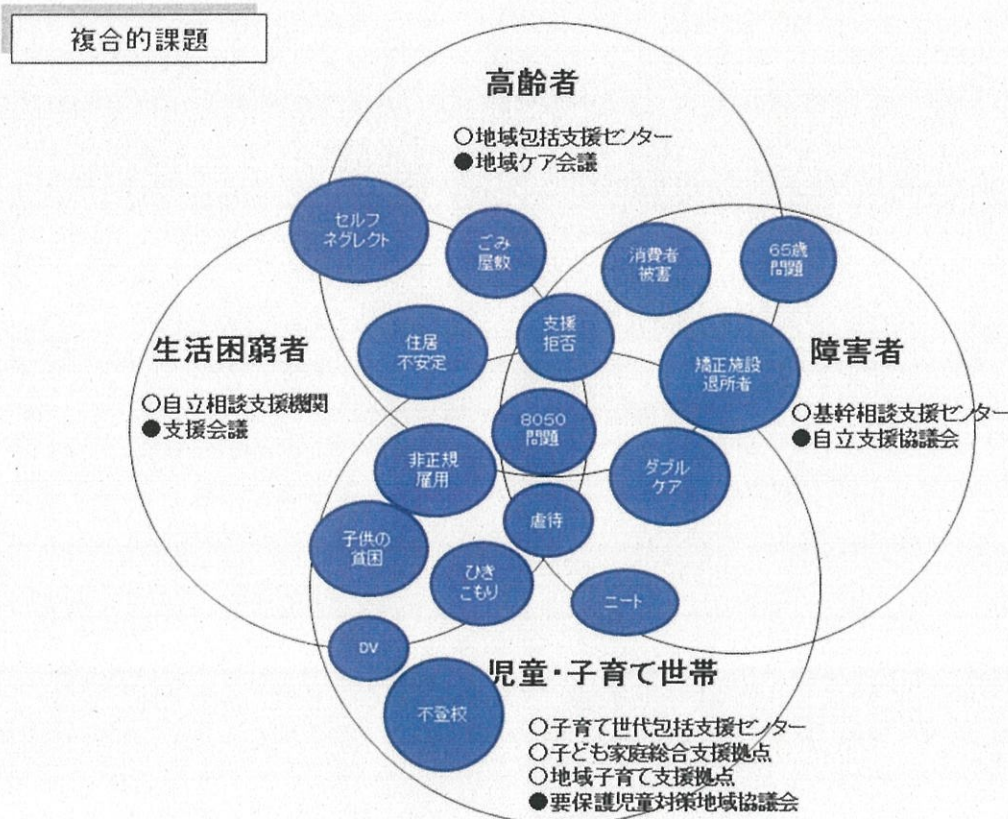 複合的課題
高齢者
○地域包括支援センター
●地域ケア会議
セルフ
ネグレクト
ごみ
屋敷
消費者
被害
65歳
問題
住居
不安定
支援
拒否
矯正施設
退所者
生活困窮者
○自立相談支援機関
●支援会議
障害者
○基幹相談支援センター
●自立支援協議会
8050
問題
非正規
雇用
ダブル
ケア
虐待
子供の
貧困
ひき
こもり
ニート
DV
不登校
児童・子育て世帯
○子育て世代包括支援センター
○子ども家庭総合支援拠点
○地域子育て支援拠点
●要保護児童対策地域協議会